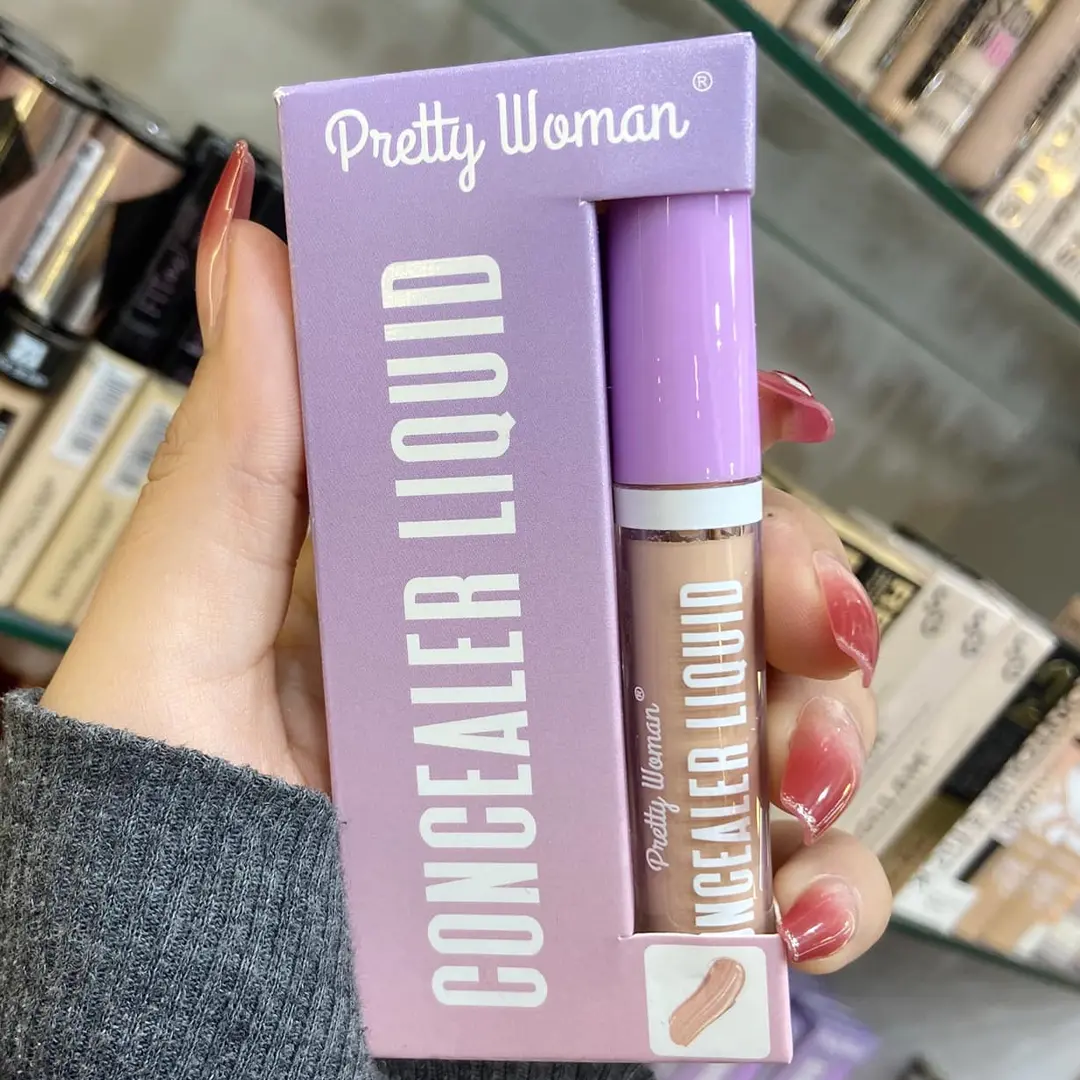 Pretty Woman ®
CONCEALER LIQUID
Pretty Woman ®
NCEALER LIQUID